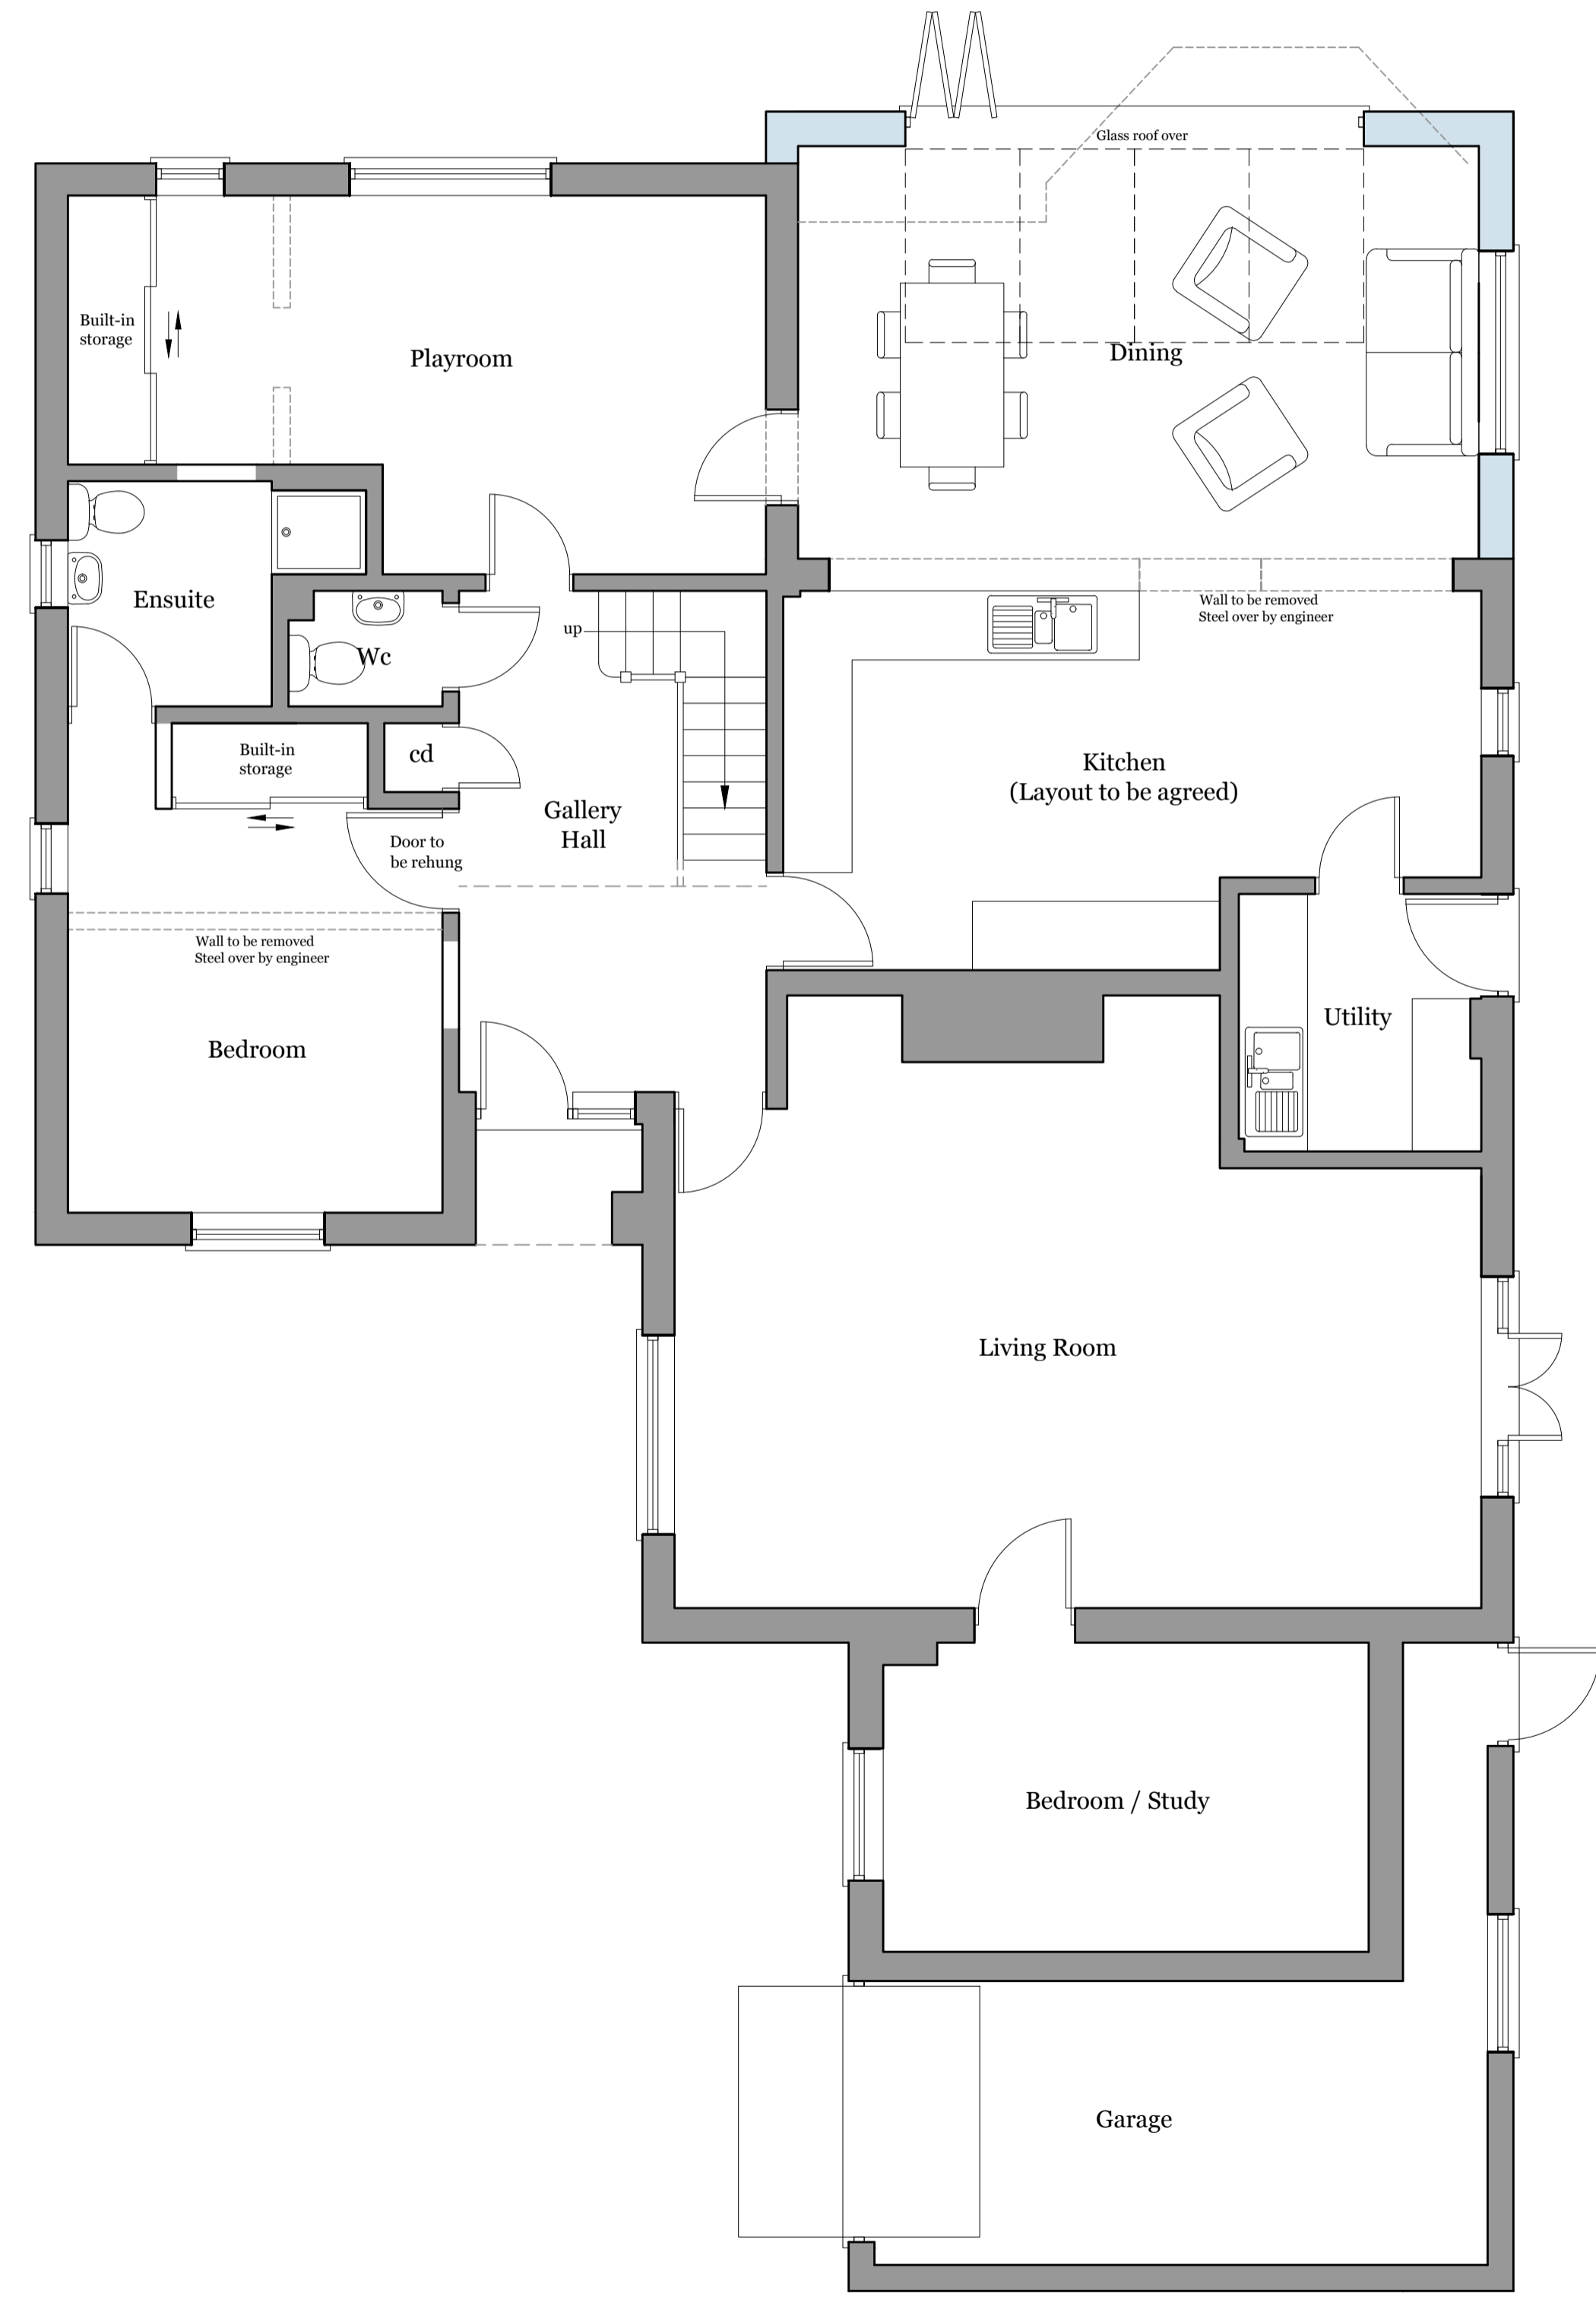 Glass roof over
Built-in
storage
Playroom
Dining
Ensuite
up
Wc
Wall to be removed
Steel over by engineer
Built-in
storage
cd
Kitchen
(Layout to be agreed)
Gallery
Hall
Door to
be rehung
Wall to be removed
Steel over by engineer
Bedroom
Utility
Living Room
Bedroom / Study
Garage